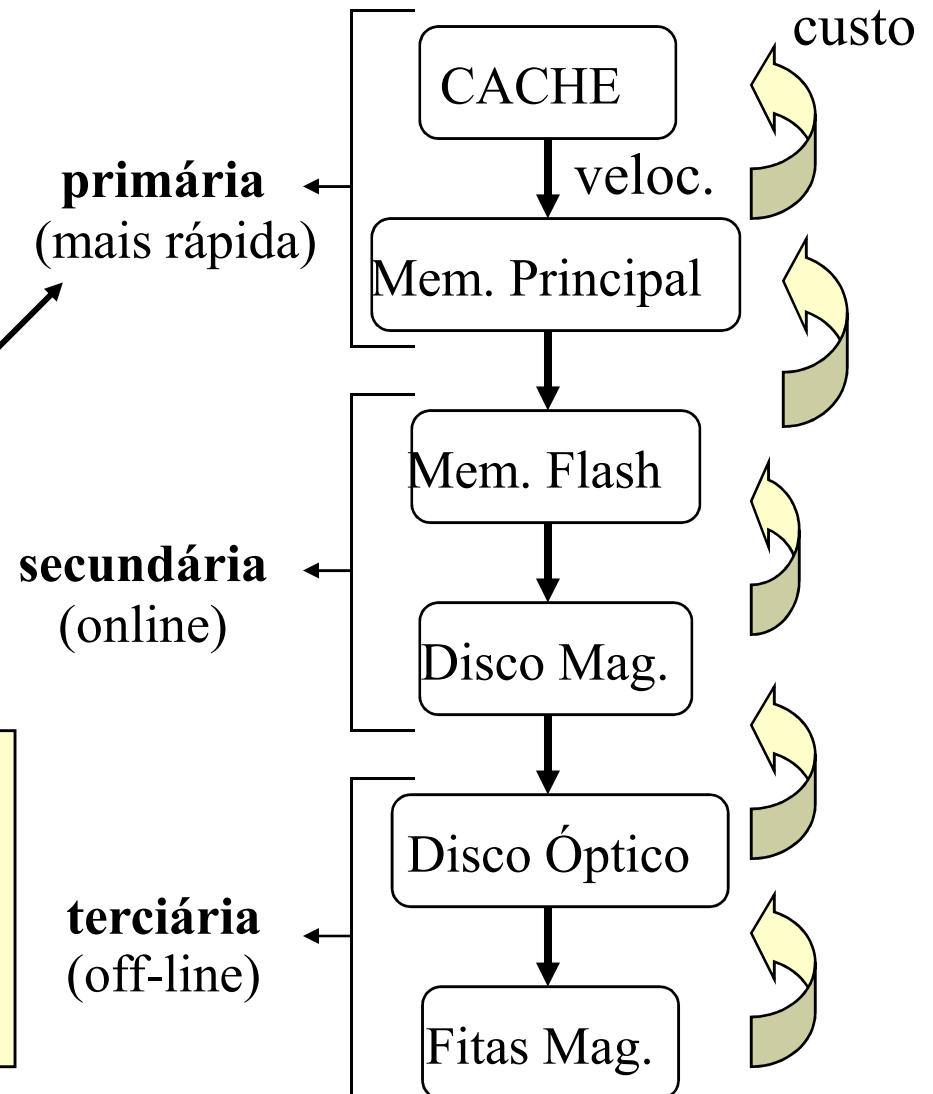 custo
CACHE
veloc.
primária
(mais rápida)
Mem. Principal
Mem. Flash
secundária
(online)
Disco Mag.
Disco Óptico
terciária
(off-line)
Fitas Mag.